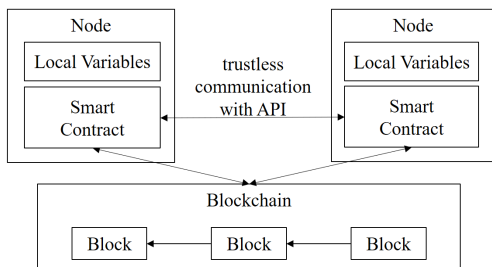 Node
Local Variables
Smart
Contract
trustless
communication
with API
Node
Local Variables
Smart
Contract
Blockchain
Block
Block
Block